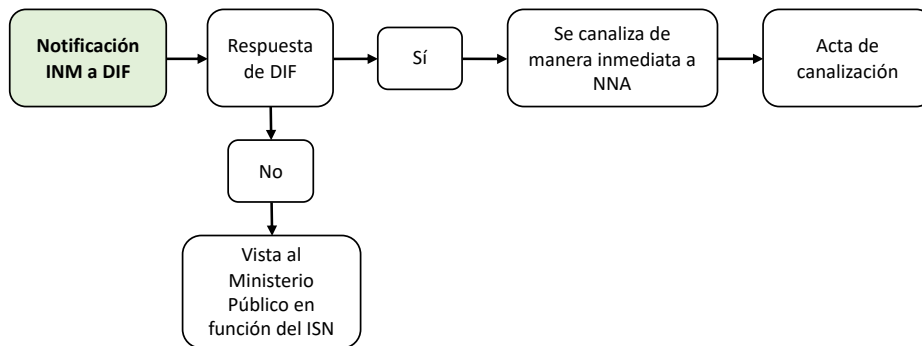 Notificación
INM a DIF
Respuesta
de DIF
Sí
Se canaliza de
manera inmediata a
NNA
Acta de
canalización
No
Vista al
Ministerio
Público en
función del ISN